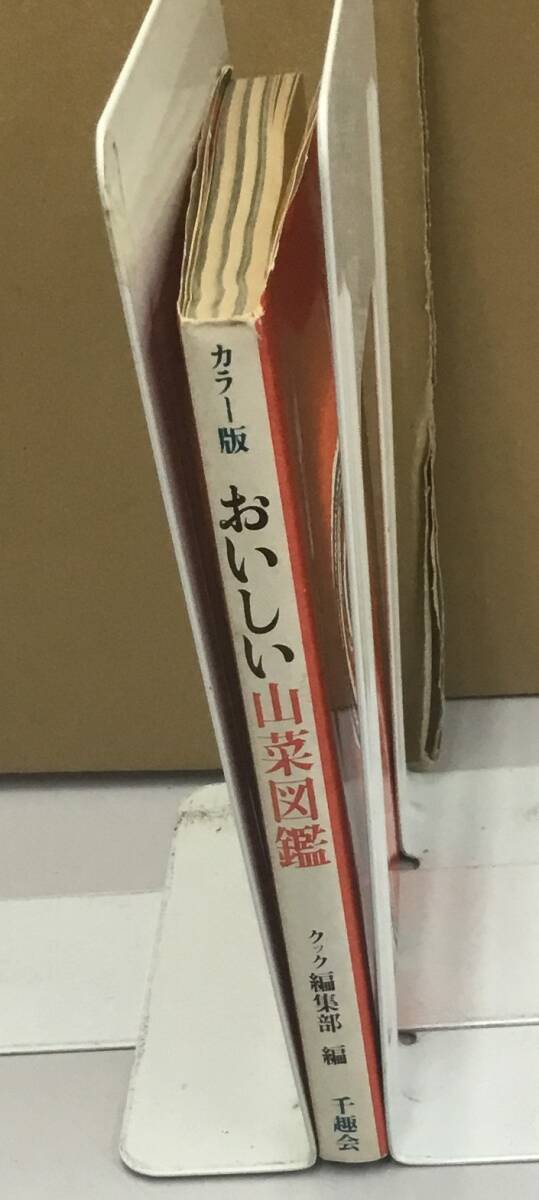 カラー版
おいしい山菜図鑑
クック編集部 編
千趣会